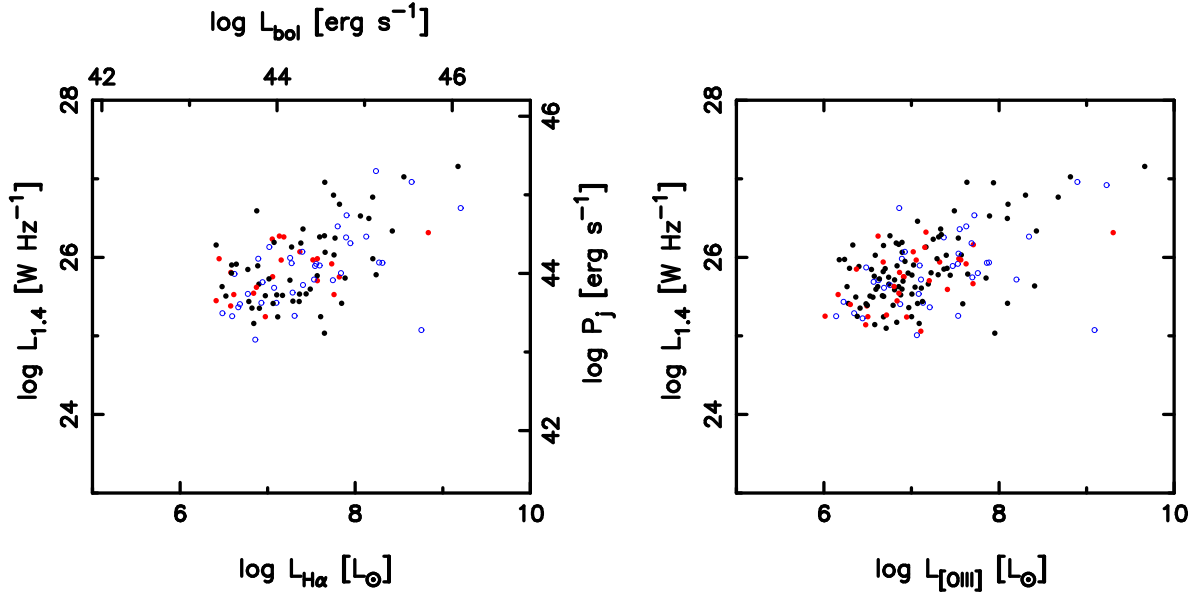 log L_bol [erg s^−1]
42 44 46
28 46 28
log L_1.4 [W Hz^−1]
26
24
44
42
log P_j [erg s^−1]
log L_1.4 [W Hz^−1]
26
24
6 8 10
6 8 10
log L_Hα [L_⊙]
log L_[OIII] [L_⊙]